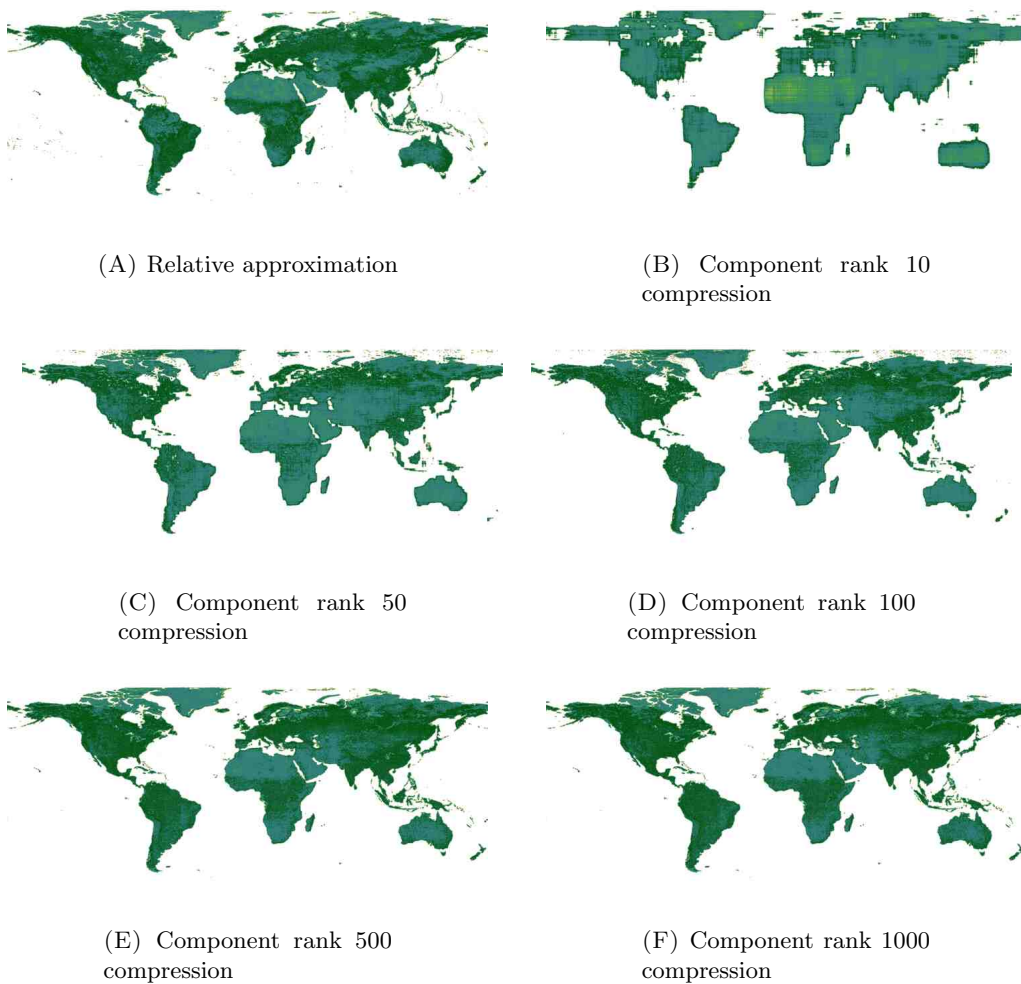 (A) Relative approximation
(B) Component rank 10
compression
(C) Component rank 50
compression
(D) Component rank 100
compression
(E) Component rank 500
compression
(F) Component rank 1000
compression